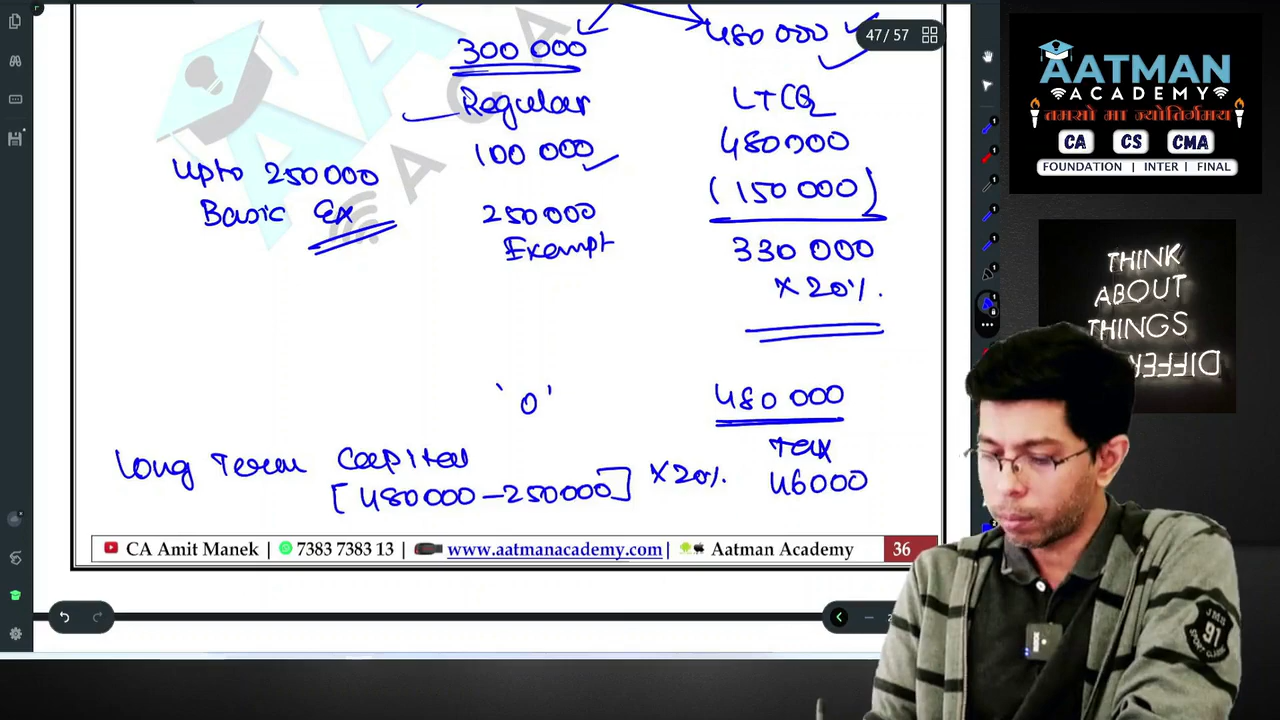 47/57
300 000
480 000
Regular
LTCG
100 000
480000
Upto 250000
(150 000)
Basic Ex
250000
Exempt
330 000
× 20%.
'0'
480 000
Tax
Long Term Capital
[480000 – 250000] × 20%.
46000
CA Amit Manek | 7383 7383 13 | www.aatmanacademy.com | Aatman Academy 36
AATMAN
ACADEMY
तमसो मा ज्योतिर्गमय
CA CS CMA
FOUNDATION | INTER | FINAL
THINK
ABOUT
THINGS
91